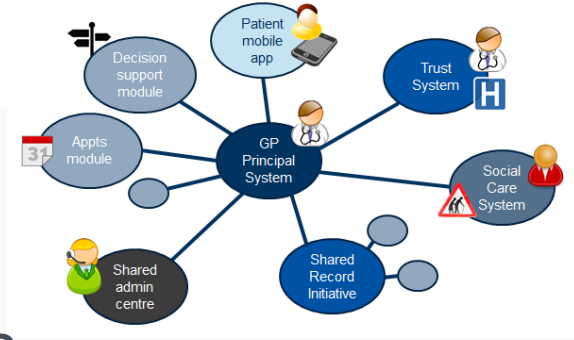 Patient
mobile
app
Decision
support
module
Trust
System
H
GP
Principal
System
Appts
module
31
Social
Care
System
Shared
admin
centre
Shared
Record
Initiative